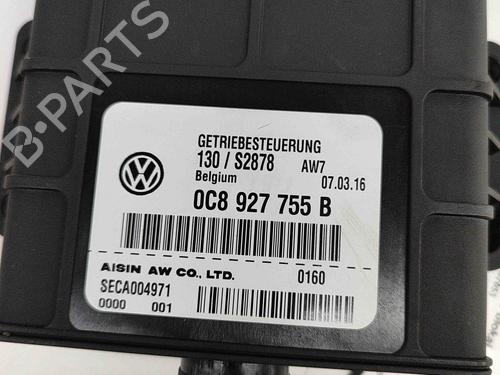 B-PARTS
GETRIEBESTEUERUNG
130 / S2878 AW7
Belgium 07.03.16
0C8 927 755 B
AISIN AW CO., LTD. 0160
SECA004971
0000 001